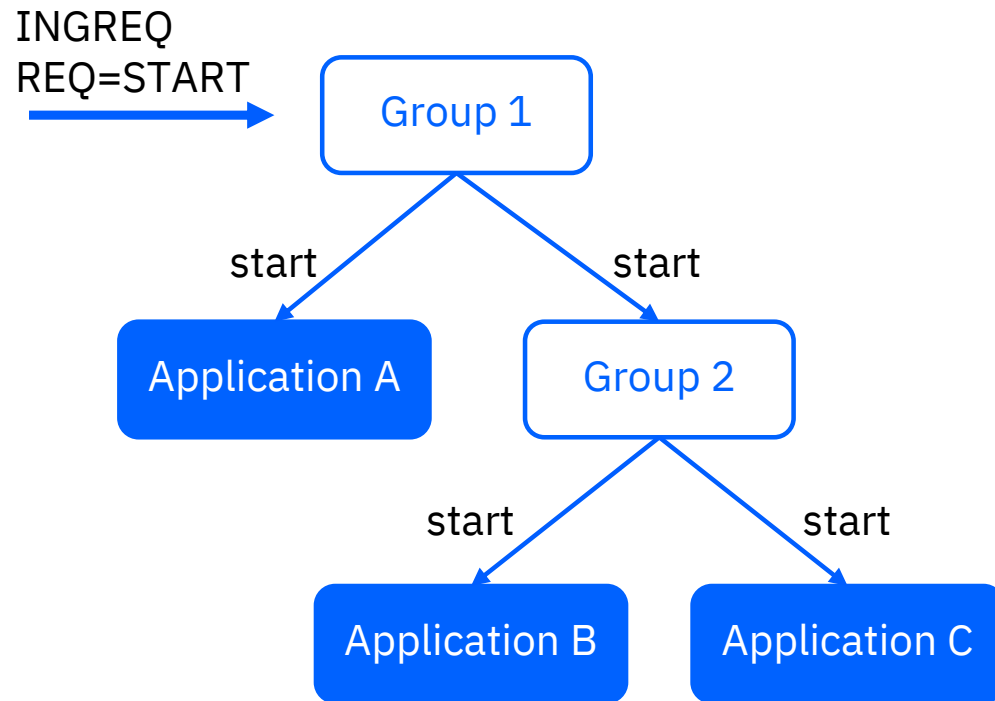 INGREQ
REQ=START
Group 1
start
start
Application A
Group 2
start
start
Application B
Application C